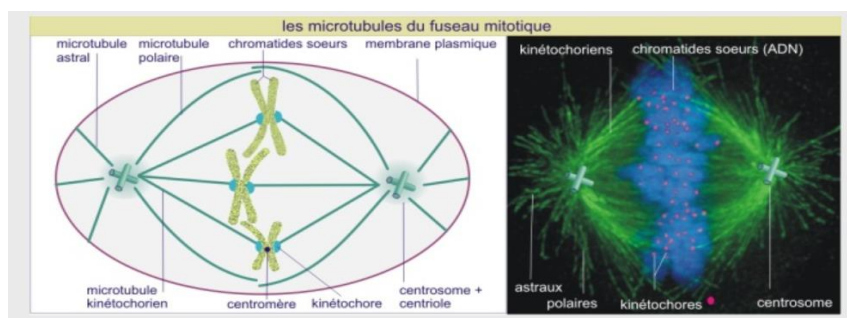 les microtubules du fuseau mitotique
microtubule
astral
microtubule
polaire
chromatides soeurs
membrane plasmique
microtubule
kinétochorien
centromère
kinétochore
centrosome +
centriole
kinétochoriens
chromatides soeurs (ADN)
astraux
polaires
kinétochores
centrosome